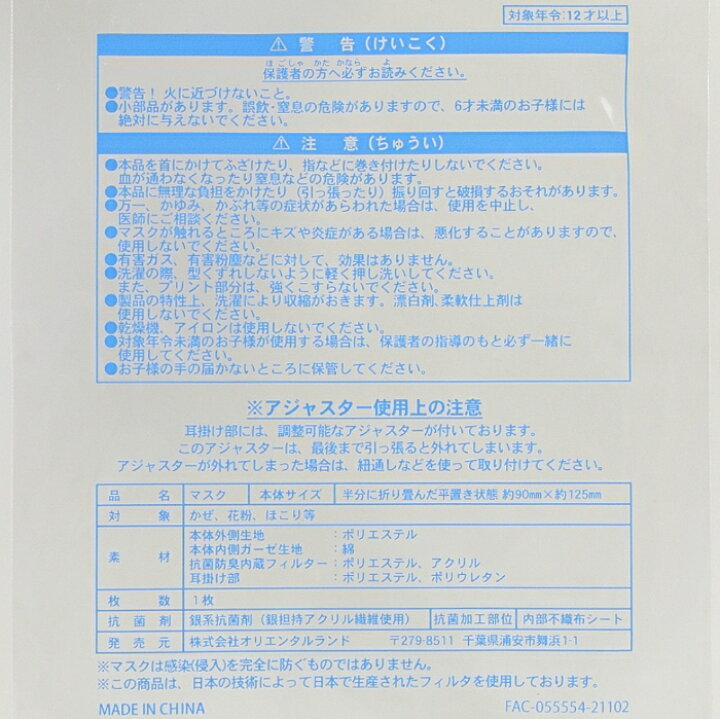 対象年令:12才以上
⚠ 警 告(けいこく)
ほごしゃ かた かなら よ
保護者の方へ必ずお読みください。
●警告!火に近づけないこと。
●小部品があります。誤飲・窒息の危険がありますので、6才未満のお子様には
絶対に与えないでください。
⚠ 注 意(ちゅうい)
●本品を首にかけてふざけたり、指などに巻き付けたりしないでください。
血が通わなくなったり窒息などの危険があります。
●本品に無理な負担をかけたり(引っ張ったり)振り回すと破損するおそれがあります。
●万一、かゆみ、かぶれ等の症状があらわれた場合は、使用を中止し、
医師にご相談ください。
●マスクが触れるところにキズや炎症がある場合は、悪化することがありますので、
使用しないでください。
●有害ガス、有害粉塵などに対して、効果はありません。
●洗濯の際、型くずれしないように軽く押し洗いしてください。
また、プリント部分は、強くこすらないでください。
●製品の特性上、洗濯により収縮がおきます。漂白剤、柔軟仕上剤は
使用しないでください。
●乾燥機、アイロンは使用しないでください。
●対象年令未満のお子様が使用する場合は、保護者の指導のもと必ず一緒に
使用してください。
●お子様の手の届かないところに保管してください。
※アジャスター使用上の注意
耳掛け部には、調整可能なアジャスターが付いております。
このアジャスターは、最後まで引っ張ると外れてしまいます。
アジャスターが外れてしまった場合は、紐通しなどを使って取り付けてください。
品 名 マスク 本体サイズ 半分に折り畳んだ平置き状態 約90mm×約125mm
対 象 かぜ、花粉、ほこり等
素 材 本体外側生地 :ポリエステル
本体内側ガーゼ生地 :綿
抗菌防臭内蔵フィルター:ポリエステル、アクリル
耳掛け部 :ポリエステル、ポリウレタン
枚 数 1枚
抗 菌 剤 銀系抗菌剤(銀担持アクリル繊維使用) 抗菌加工部位 内部不織布シート
発 売 元 株式会社オリエンタルランド 〒279-8511 千葉県浦安市舞浜1-1
※マスクは感染(侵入)を完全に防ぐものではありません。
※この商品は、日本の技術によって日本で生産されたフィルタを使用しております。
MADE IN CHINA FAC-055554-21102